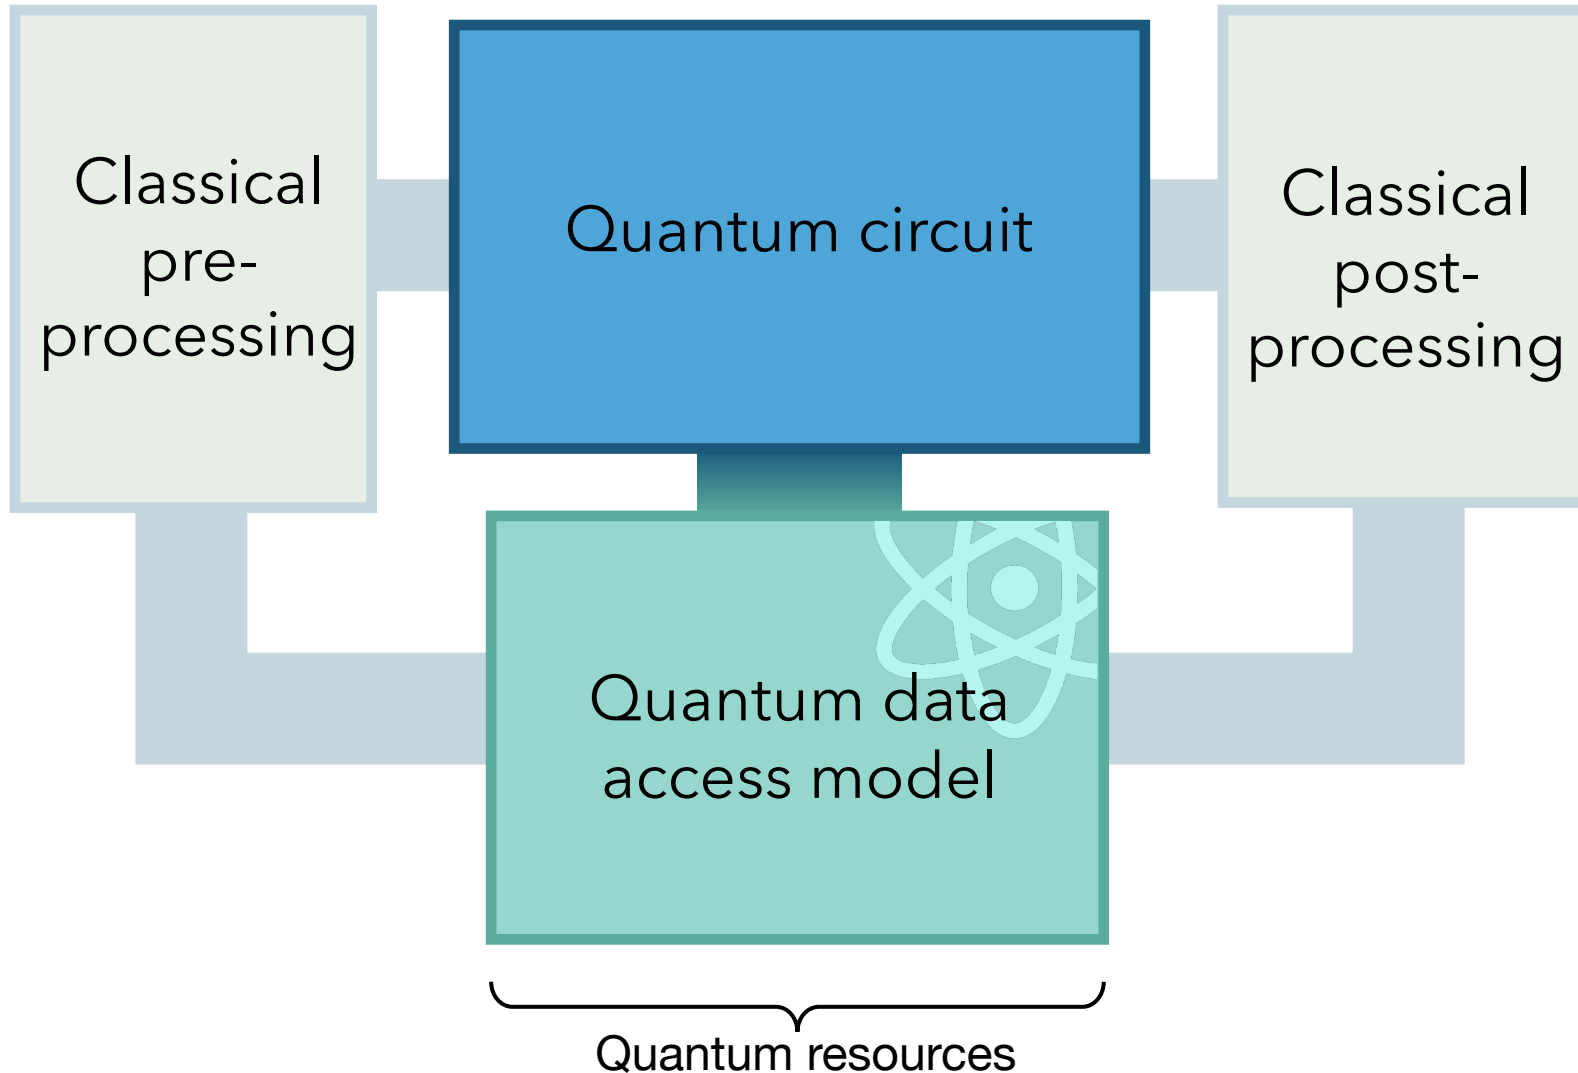 Classical
pre-
processing
Quantum circuit
Classical
post-
processing
Quantum data
access model
Quantum resources